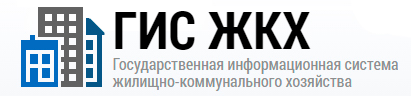 ГИС ЖКХ
Государственная информационная система
жилищно-коммунального хозяйства